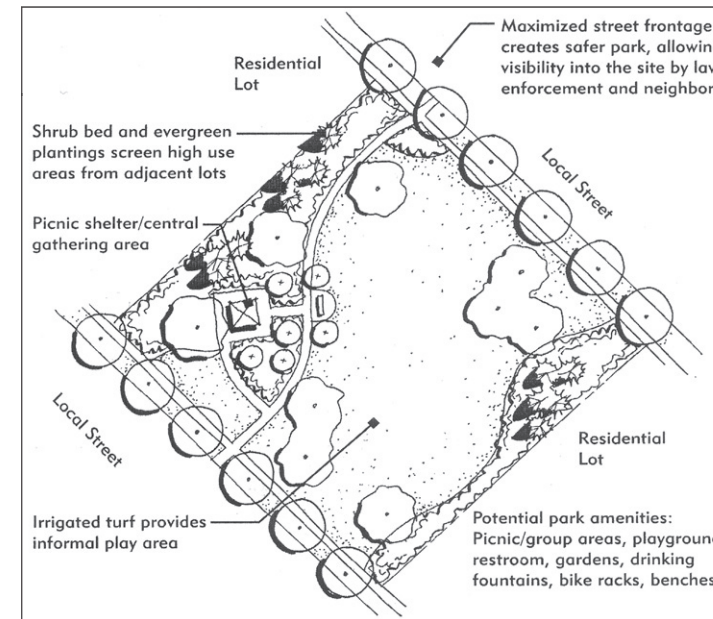 Maximized street frontage
creates safer park, allowin
visibility into the site by law
enforcement and neighbor
Residential
Lot
Shrub bed and evergreen
plantings screen high use
areas from adjacent lots
Local Street
Picnic shelter/central
gathering area
Local Street
Residential
Lot
Irrigated turf provides
informal play area
Potential park amenities:
Picnic/group areas, playground
restroom, gardens, drinking
fountains, bike racks, benches